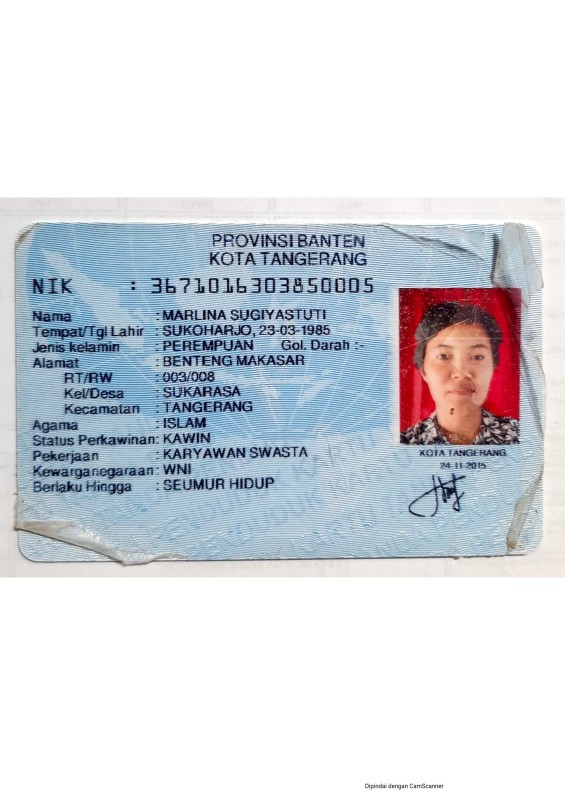 PROVINSI BANTEN
KOTA TANGERANG
NIK : 3671016303850005
Nama : MARLINA SUGIYASTUTI
Tempat/Tgl Lahir : SUKOHARJO, 23-03-1985
Jenis kelamin : PEREMPUAN Gol. Darah :-
Alamat : BENTENG MAKASAR
RT/RW : 003/008
Kel/Desa : SUKARASA
Kecamatan : TANGERANG
Agama : ISLAM
Status Perkawinan: KAWIN
Pekerjaan : KARYAWAN SWASTA
Kewarganegaraan: WNI
Berlaku Hingga : SEUMUR HIDUP
KOTA TANGERANG
24-11-2015
Dipindai dengan CamScanner